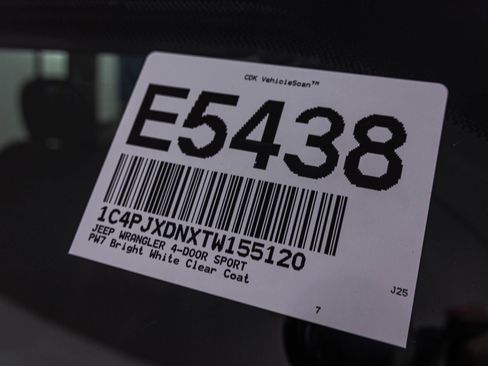 CDK VehicleScan™
E5438
1C4PJXDNXTW155120
JEEP WRANGLER 4-DOOR SPORT
PW7 Bright White Clear Coat
J25
7